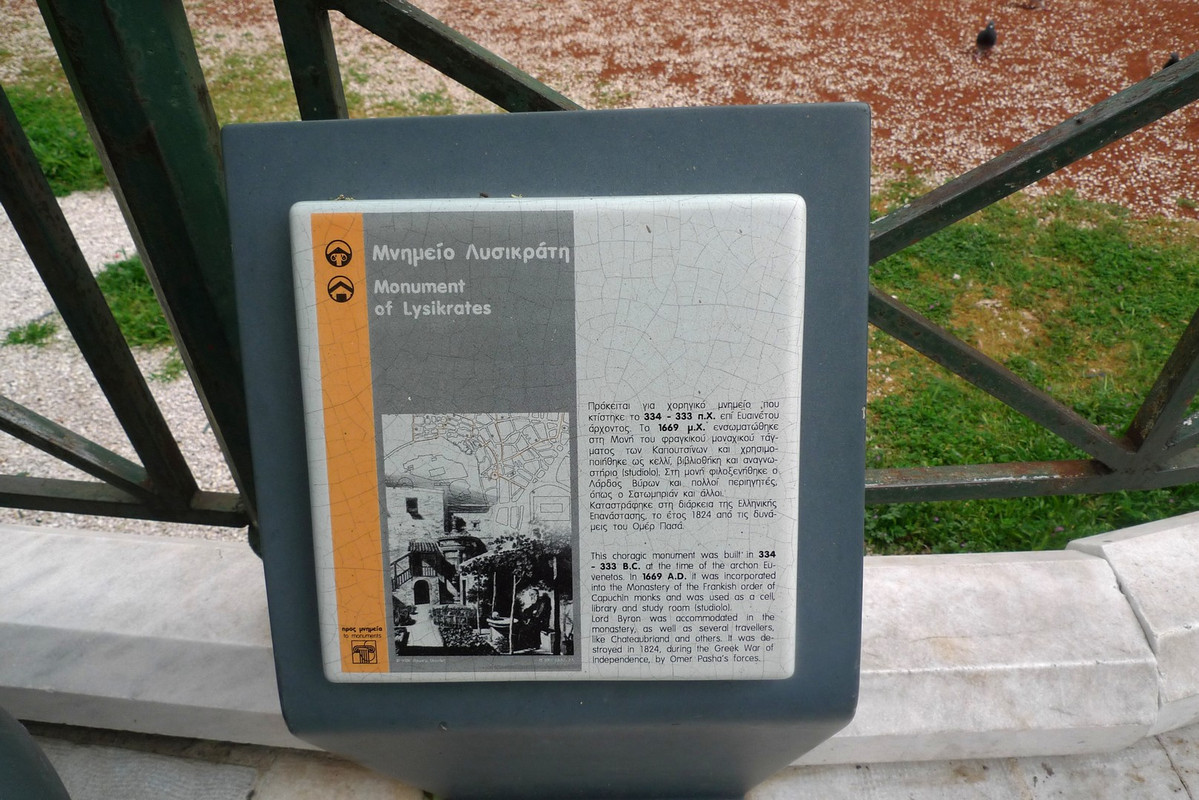 Μνημείο Λυσικράτη
Monument
of Lysikrates
Πρόκειται για χορηγικό μνημείο που
κτίστηκε το 334 - 333 π.Χ. επί Ευαινέτου
άρχοντος. Το 1669 μ.Χ. ενσωματώθηκε
στη Μονή του φραγκικού μοναχικού τάγ-
ματος των Καπουτσίνων και χρησιμο-
ποιήθηκε ως κελλί, βιβλιοθήκη και αναγνω-
στήριο (studiolo). Στη μονή φιλοξενήθηκε ο
Λόρδος Βύρων και πολλοί περιηγητές,
όπως ο Σατωμπριάν και άλλοι.
Καταστράφηκε στη διάρκεια της Ελληνικής
Επανάστασης, το έτος 1824 από τις δυνά-
μεις του Ομέρ Πασά.
This choragic monument was built in 334
- 333 B.C. at the time of the archon Eu-
venetos. In 1669 A.D. it was incorporated
into the Monastery of the Frankish order of
Capuchin monks and was used as a cell,
library and study room (studiolo).
Lord Byron was accommodated in the
monastery, as well as several travellers,
like Chateaubriand and others. It was de-
stroyed in 1824, during the Greek War of
Independence, by Omer Pasha's forces.
προς μνημεία
to monuments